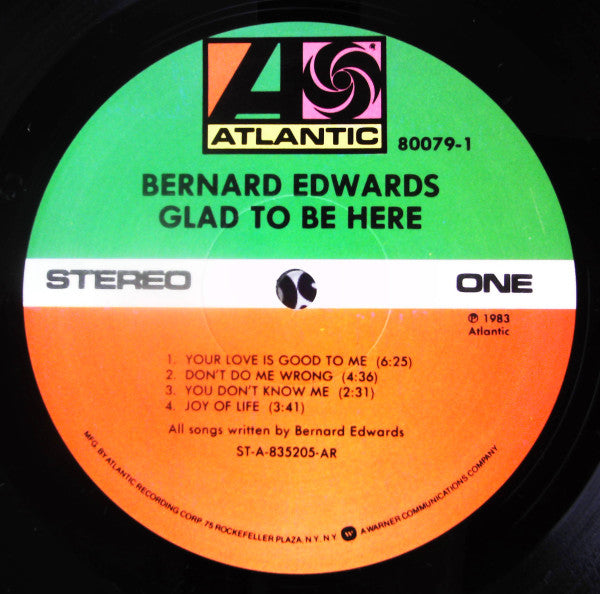 ATLANTIC
80079-1
BERNARD EDWARDS
GLAD TO BE HERE
STEREO
ONE
℗ 1983
Atlantic
1. YOUR LOVE IS GOOD TO ME (6:25)
2. DON'T DO ME WRONG (4:36)
3. YOU DON'T KNOW ME (2:31)
4. JOY OF LIFE (3:41)
All songs written by Bernard Edwards
ST-A-835205-AR
MFG. BY ATLANTIC RECORDING CORP. 75 ROCKEFELLER PLAZA, N.Y. N.Y. A WARNER COMMUNICATIONS COMPANY